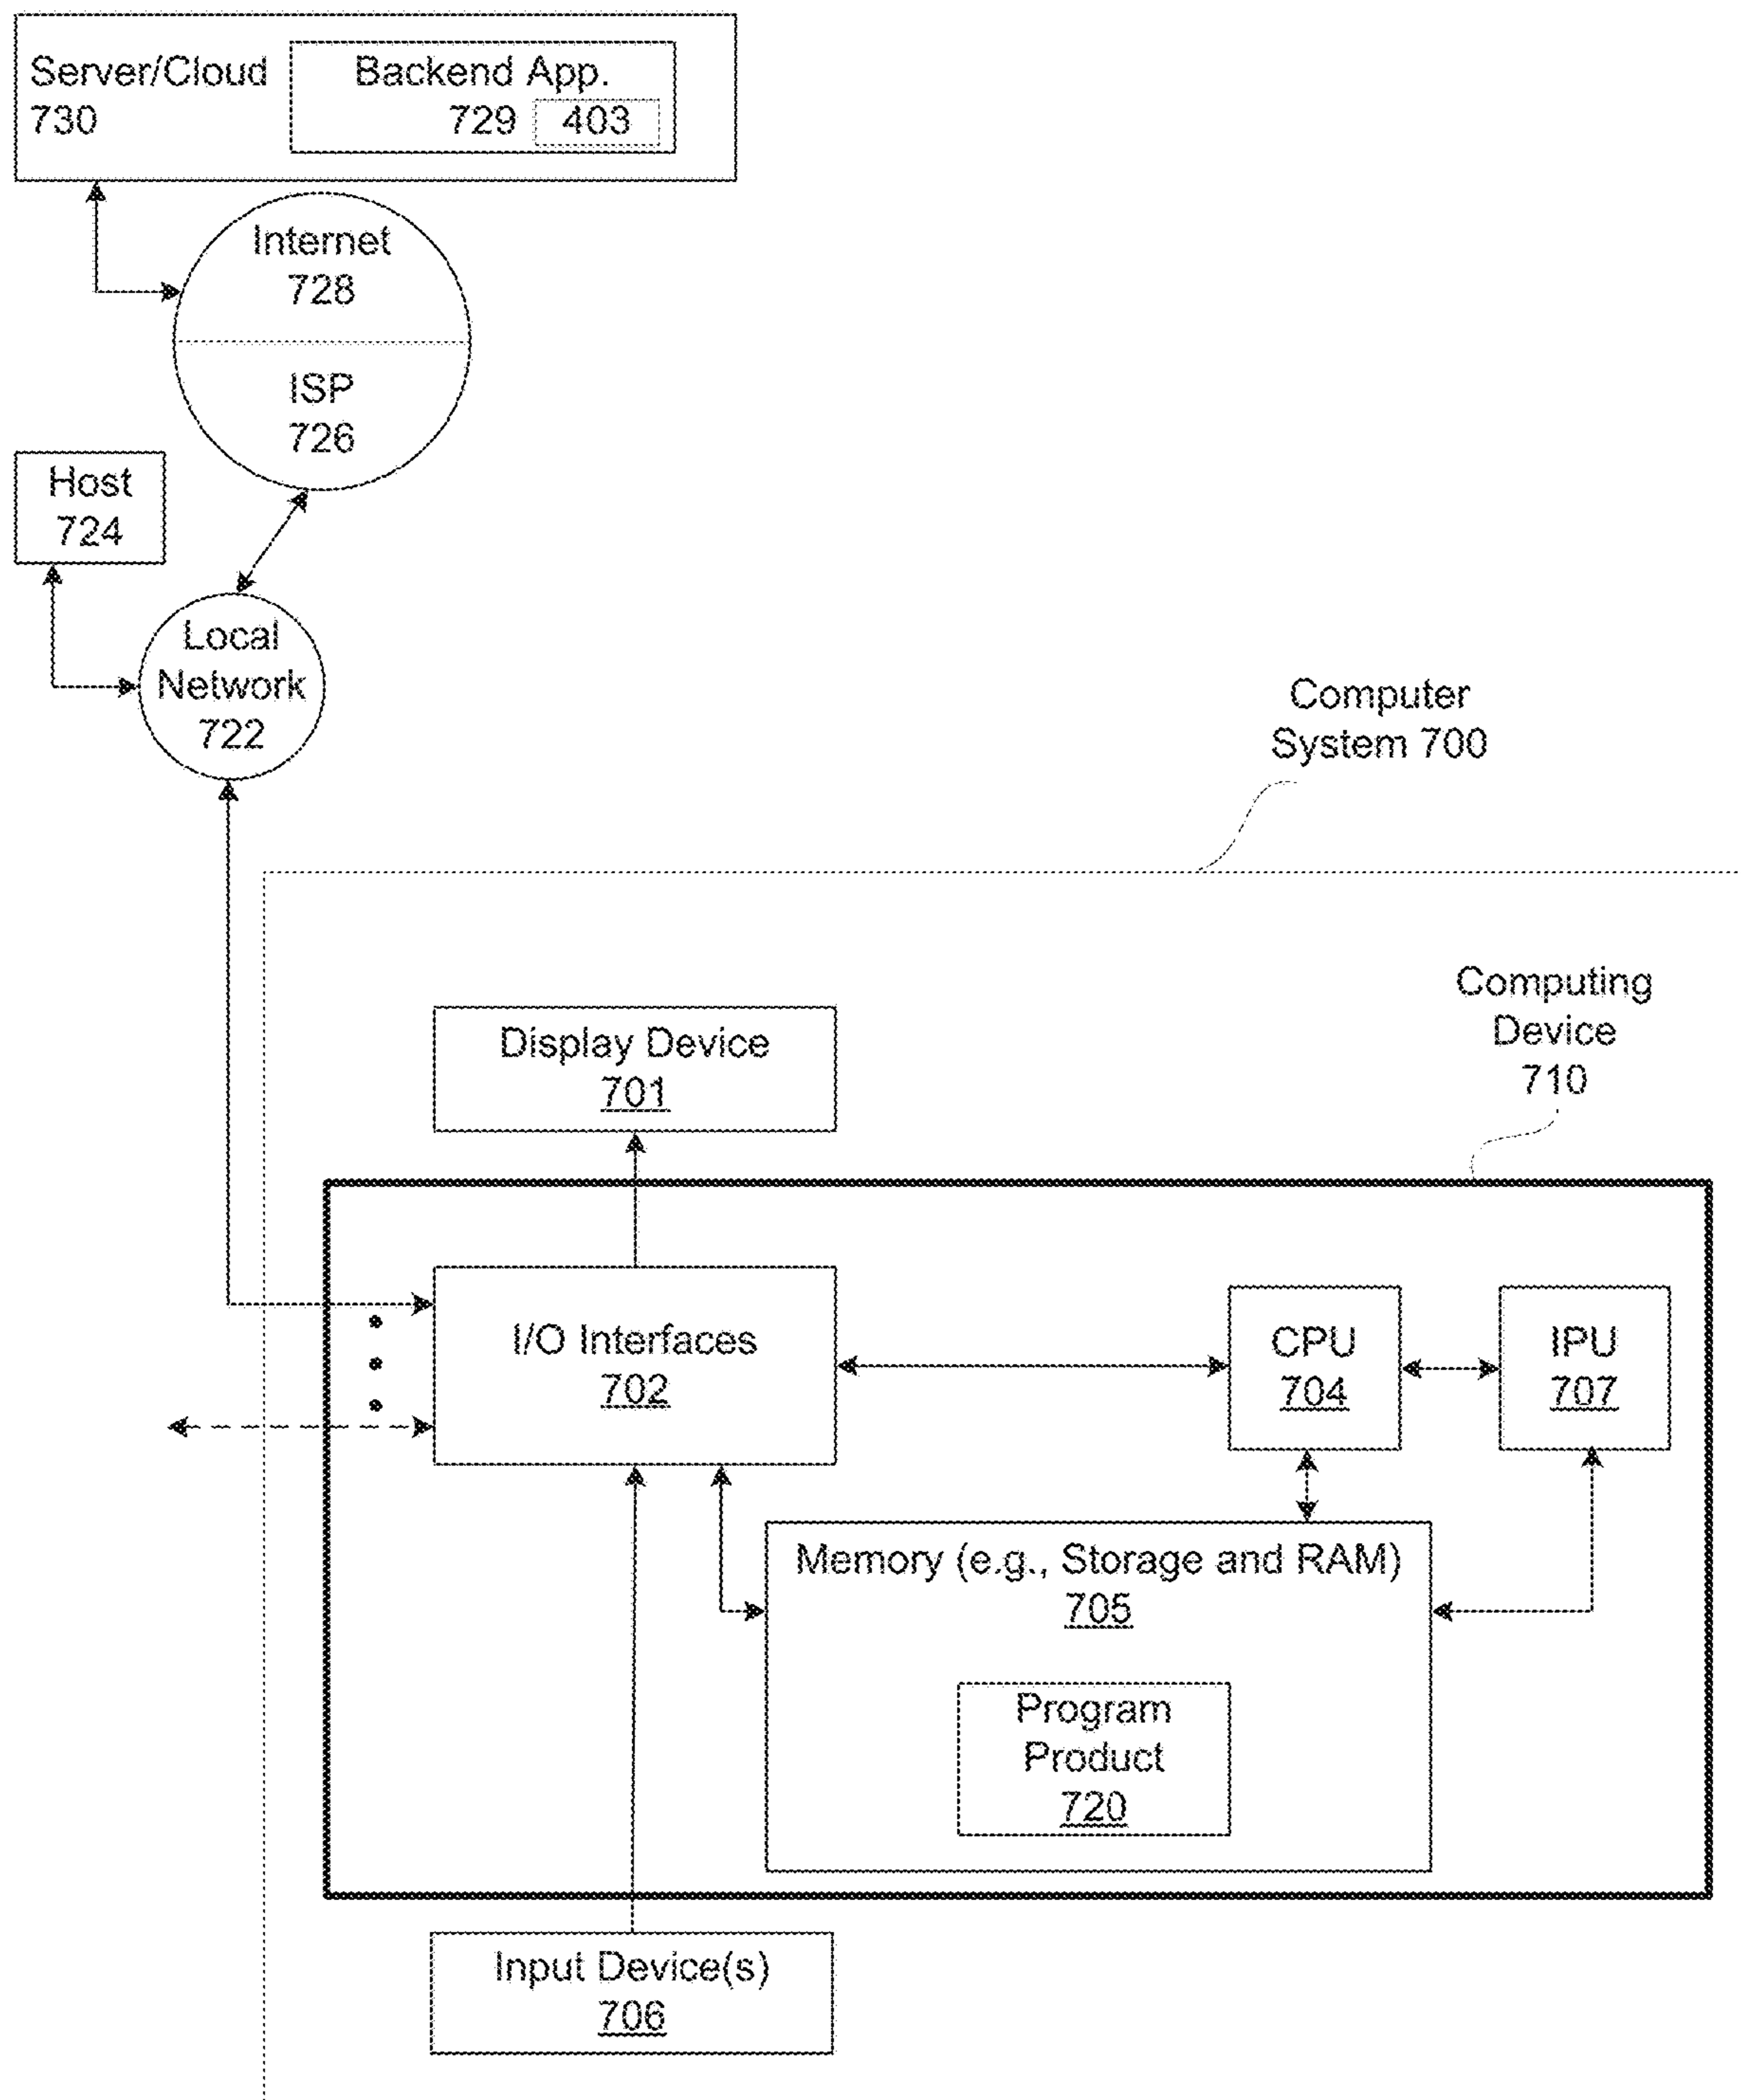 Server/Cloud
730
Backend App.
729 403
Internet
728
ISP
726
Host
724
Local
Network
722
Computer
System 700
Computing
Device
710
Display Device
701
I/O Interfaces
702
CPU
704
IPU
707
Memory (e.g., Storage and RAM)
705
Program
Product
720
Input Device(s)
706